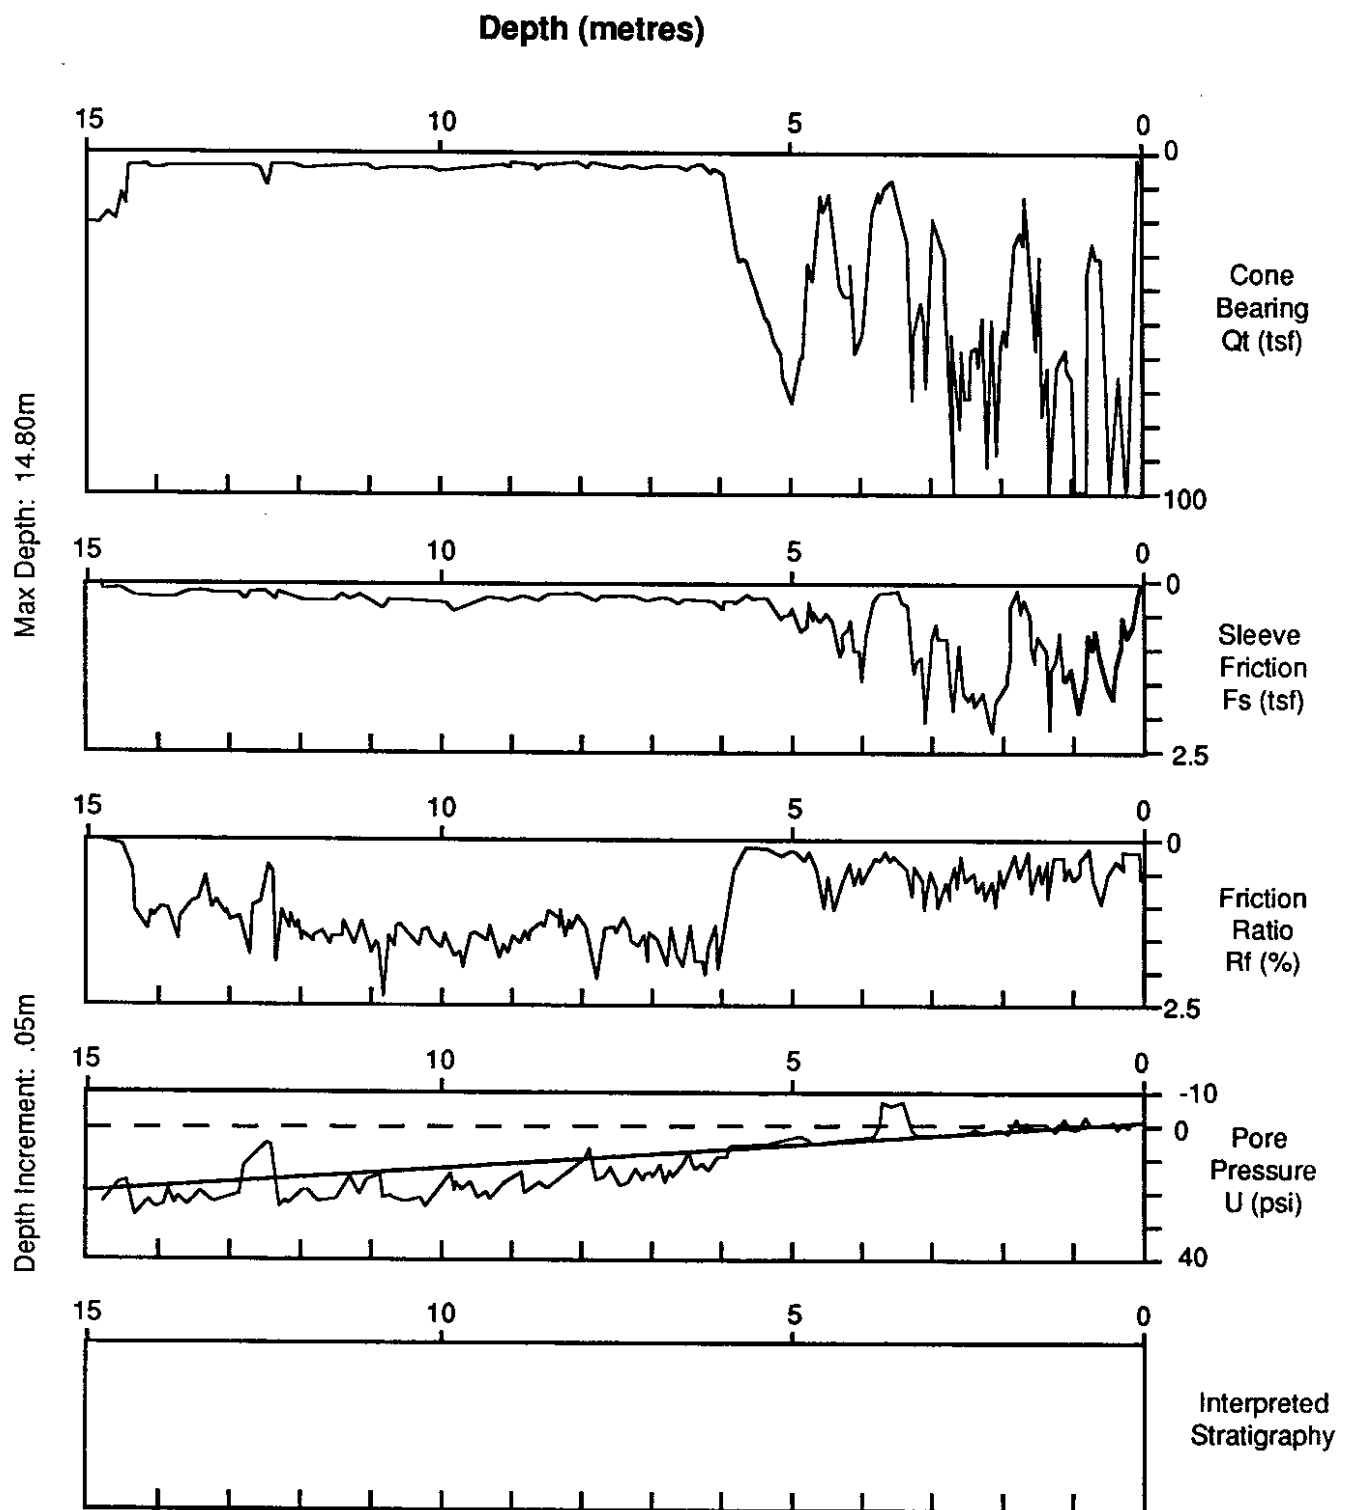 Depth (metres)
15 10 5 0
0
Cone
Bearing
Qt (tsf)
100
Max Depth: 14.80m
15 10 5 0
0
Sleeve
Friction
Fs (tsf)
2.5
15 10 5 0
0
Friction
Ratio
Rf (%)
2.5
Depth Increment: .05m
15 10 5 0
-10
0
Pore
Pressure
U (psi)
40
15 10 5 0
Interpreted
Stratigraphy